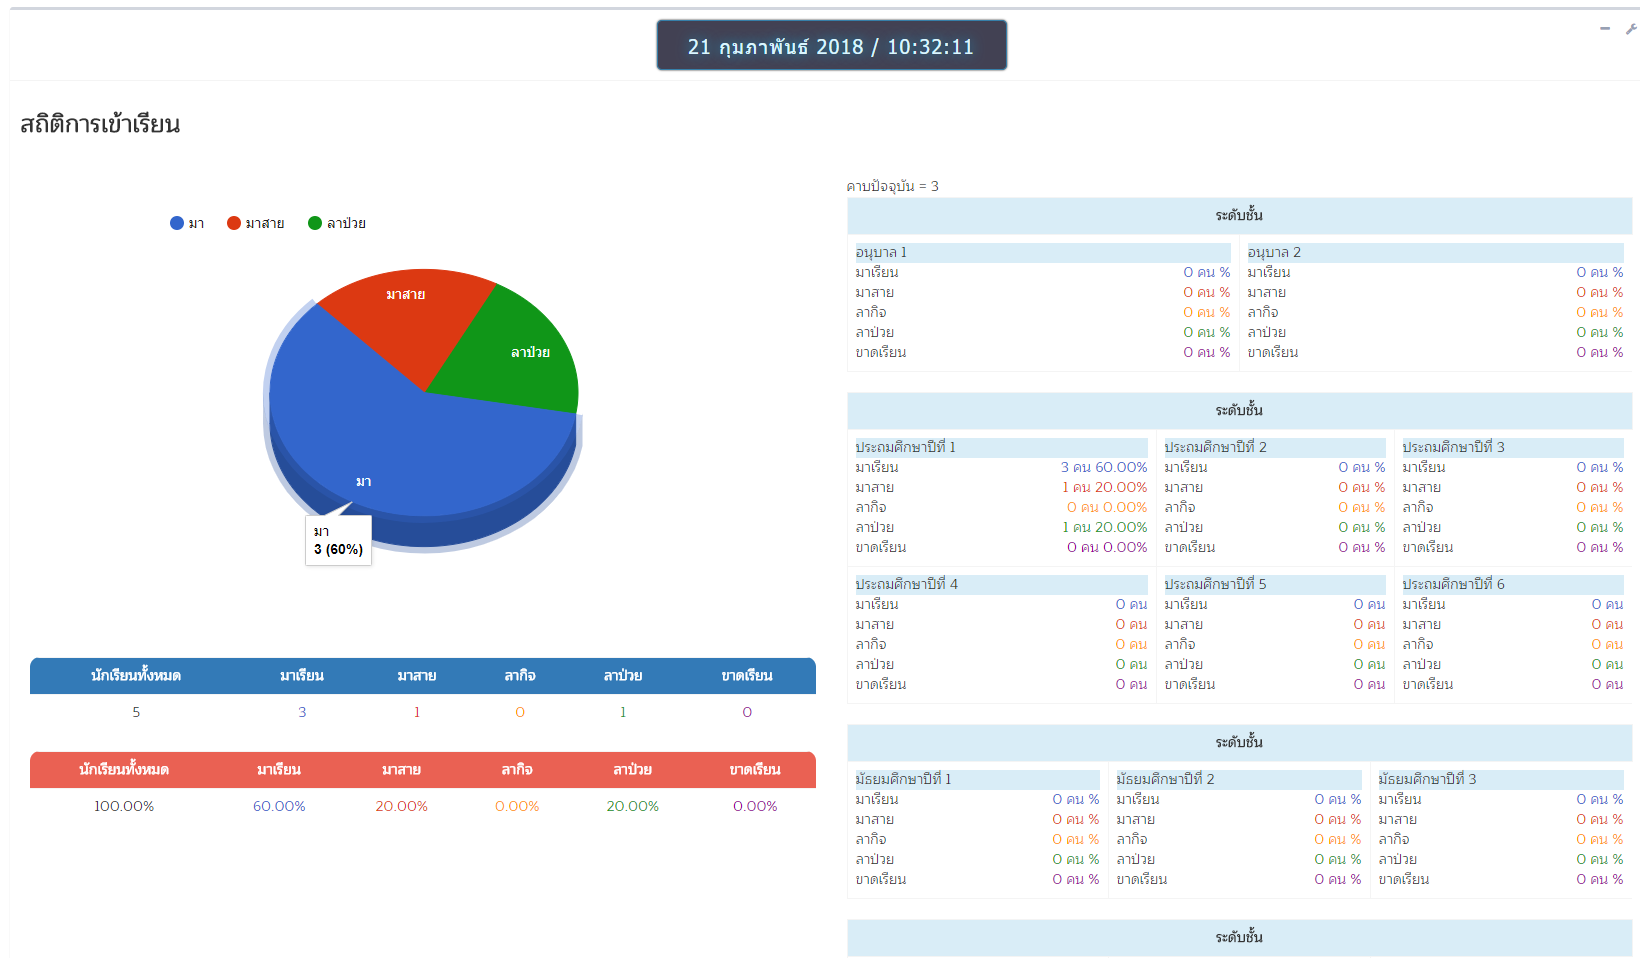 21 กุมภาพันธ์ 2018 / 10:32:11
สถิติการเข้าเรียน
มา มาสาย ลาป่วย
มาสาย
ลาป่วย
มา
มา
3 (60%)
นักเรียนทั้งหมด มาเรียน มาสาย ลากิจ ลาป่วย ขาดเรียน
5 3 1 0 1 0
นักเรียนทั้งหมด มาเรียน มาสาย ลากิจ ลาป่วย ขาดเรียน
100.00% 60.00% 20.00% 0.00% 20.00% 0.00%
คาบปัจจุบัน = 3
ระดับชั้น
อนุบาล 1 อนุบาล 2
มาเรียน 0 คน % มาเรียน 0 คน %
มาสาย 0 คน % มาสาย 0 คน %
ลากิจ 0 คน % ลากิจ 0 คน %
ลาป่วย 0 คน % ลาป่วย 0 คน %
ขาดเรียน 0 คน % ขาดเรียน 0 คน %
ระดับชั้น
ประถมศึกษาปีที่ 1 ประถมศึกษาปีที่ 2 ประถมศึกษาปีที่ 3
มาเรียน 3 คน 60.00% มาเรียน 0 คน % มาเรียน 0 คน %
มาสาย 1 คน 20.00% มาสาย 0 คน % มาสาย 0 คน %
ลากิจ 0 คน 0.00% ลากิจ 0 คน % ลากิจ 0 คน %
ลาป่วย 1 คน 20.00% ลาป่วย 0 คน % ลาป่วย 0 คน %
ขาดเรียน 0 คน 0.00% ขาดเรียน 0 คน % ขาดเรียน 0 คน %
ประถมศึกษาปีที่ 4 ประถมศึกษาปีที่ 5 ประถมศึกษาปีที่ 6
มาเรียน 0 คน มาเรียน 0 คน มาเรียน 0 คน
มาสาย 0 คน มาสาย 0 คน มาสาย 0 คน
ลากิจ 0 คน ลากิจ 0 คน ลากิจ 0 คน
ลาป่วย 0 คน ลาป่วย 0 คน ลาป่วย 0 คน
ขาดเรียน 0 คน ขาดเรียน 0 คน ขาดเรียน 0 คน
ระดับชั้น
มัธยมศึกษาปีที่ 1 มัธยมศึกษาปีที่ 2 มัธยมศึกษาปีที่ 3
มาเรียน 0 คน % มาเรียน 0 คน % มาเรียน 0 คน %
มาสาย 0 คน % มาสาย 0 คน % มาสาย 0 คน %
ลากิจ 0 คน % ลากิจ 0 คน % ลากิจ 0 คน %
ลาป่วย 0 คน % ลาป่วย 0 คน % ลาป่วย 0 คน %
ขาดเรียน 0 คน % ขาดเรียน 0 คน % ขาดเรียน 0 คน %
ระดับชั้น